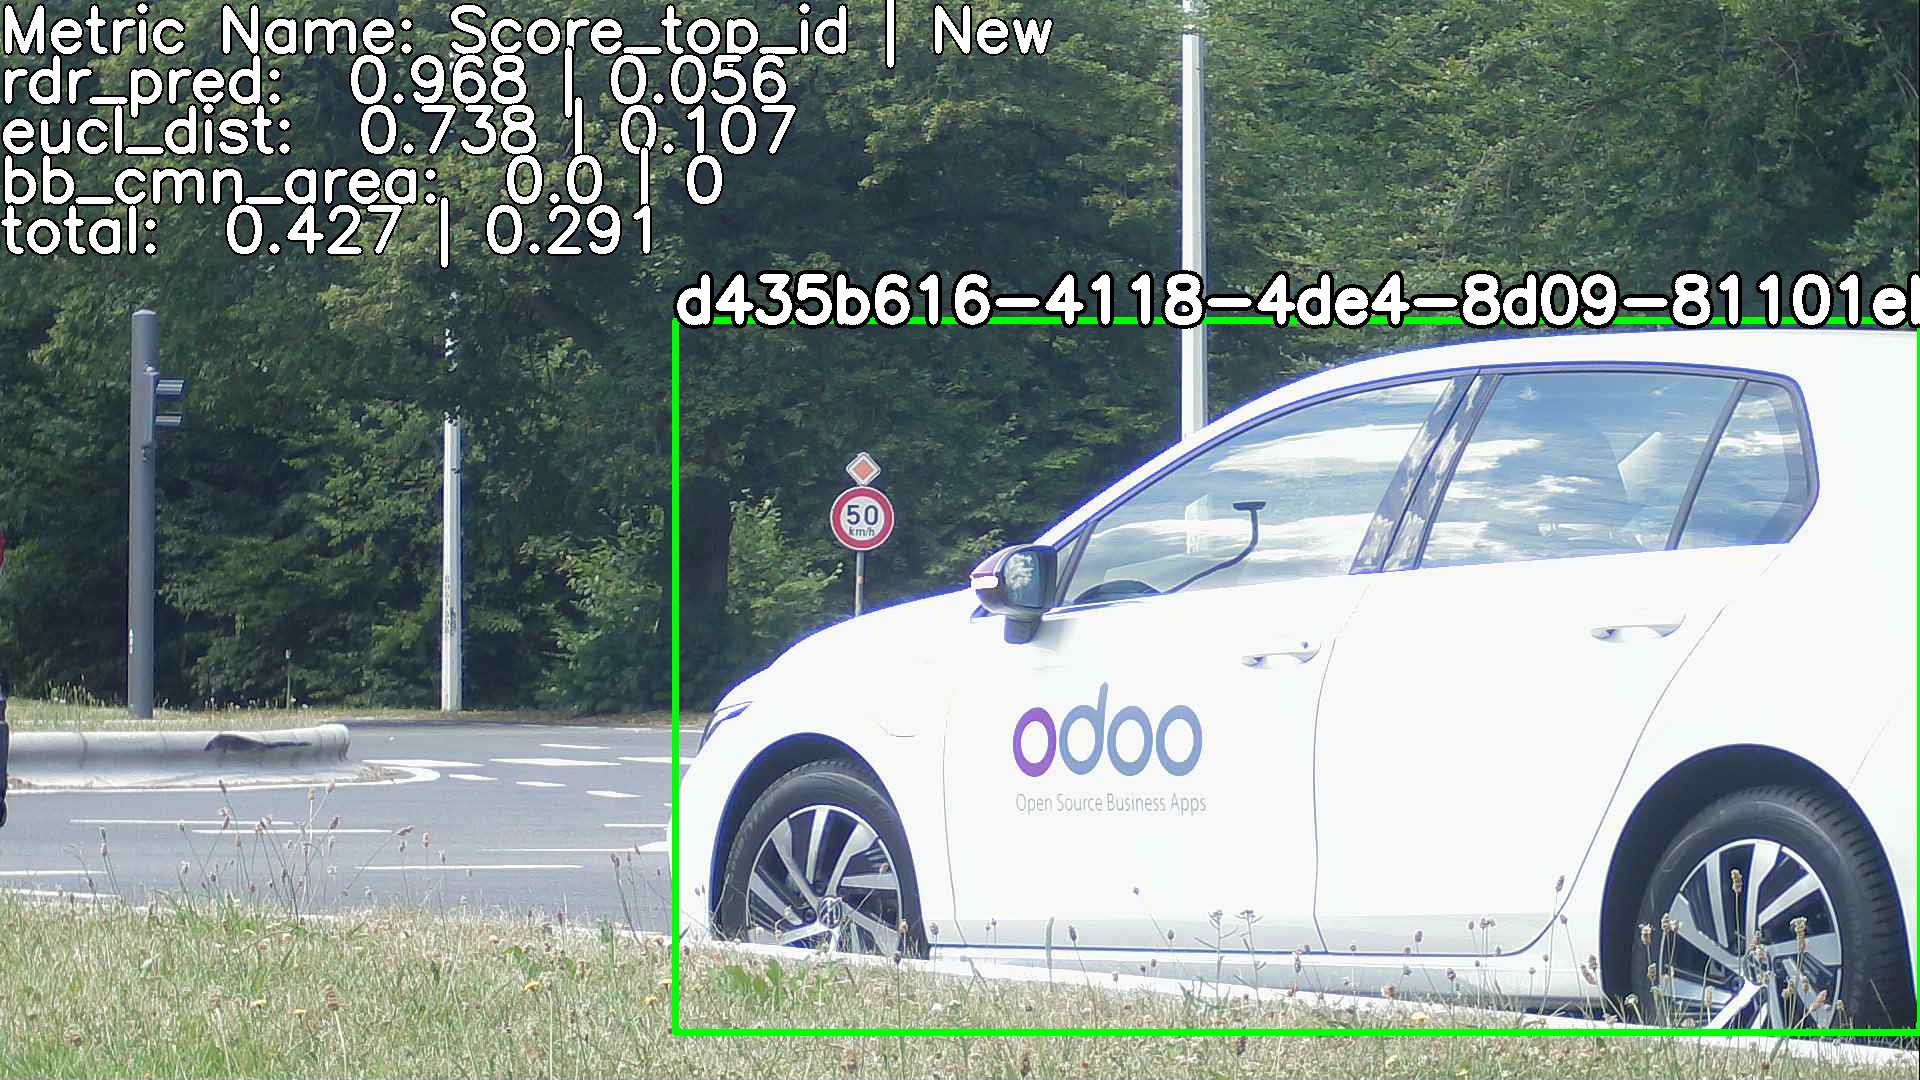 Metric Name: Score_top_id | New
rdr_pred: 0.968 | 0.056
eucl_dist: 0.738 | 0.107
bb_cmn_area: 0.0 | 0
total: 0.427 | 0.291
d435b616-4118-4de4-8d09-81101e
50
km/h
odoo
Open Source Business Apps